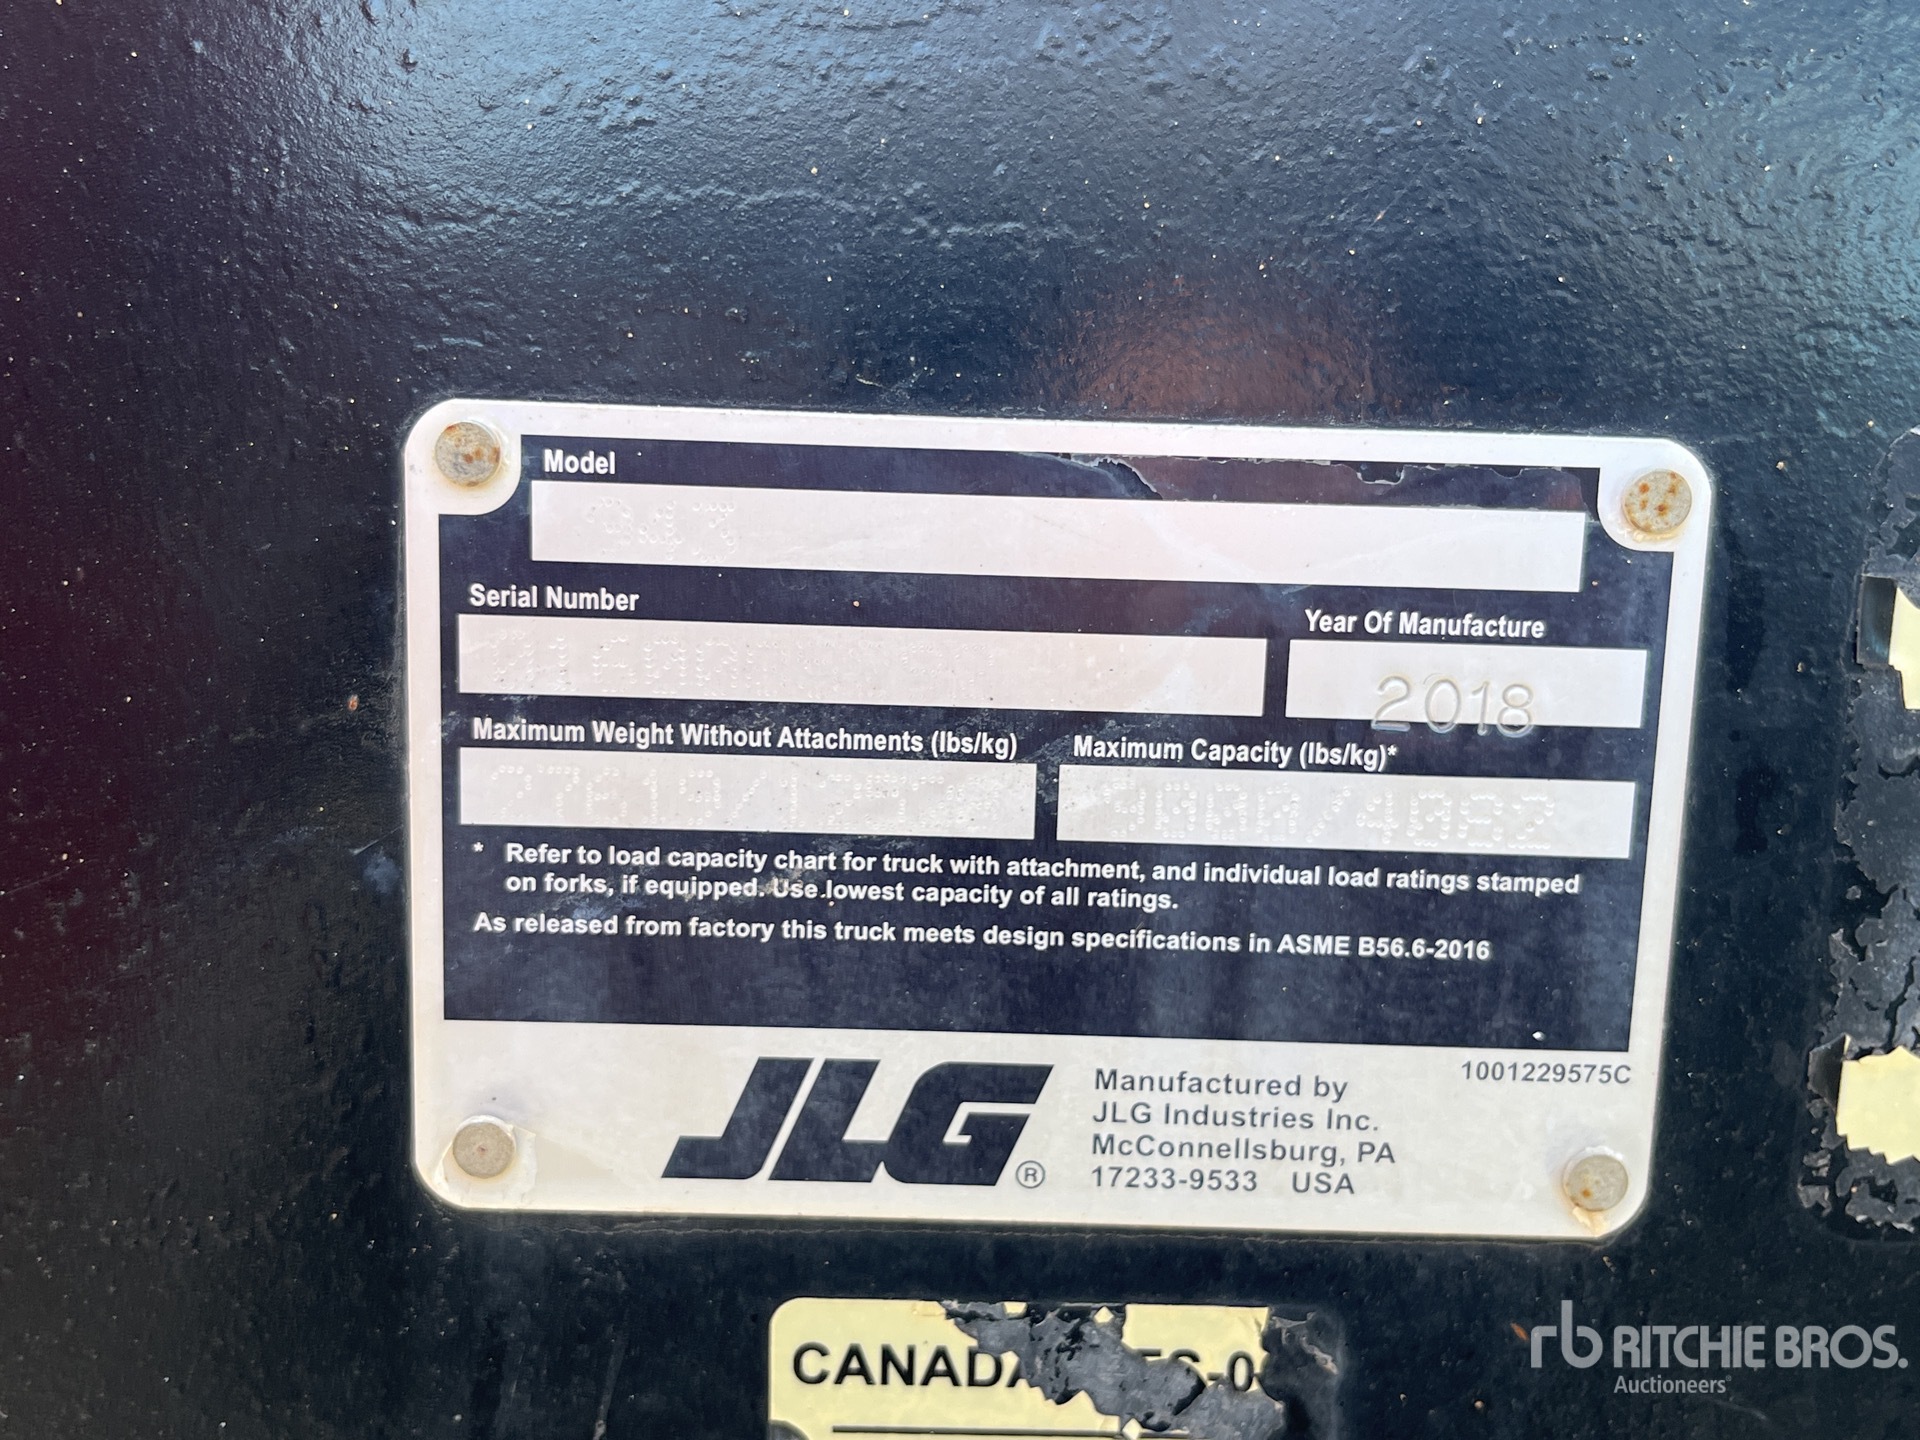 Model
943
Serial Number
Year Of Manufacture
2018
Maximum Weight Without Attachments (lbs/kg)
Maximum Capacity (lbs/kg)*
* Refer to load capacity chart for truck with attachment, and individual load ratings stamped
on forks, if equipped. Use lowest capacity of all ratings.
As released from factory this truck meets design specifications in ASME B56.6-2016
JLG®
Manufactured by
JLG Industries Inc.
McConnellsburg, PA
17233-9533 USA
1001229575C
CANADA
rb RITCHIE BROS.
Auctioneers